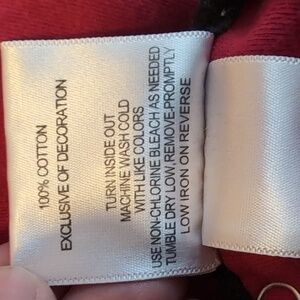 100% COTTON
EXCLUSIVE OF DECORATION
TURN INSIDE OUT
MACHINE WASH COLD
WITH LIKE COLORS
USE NON-CHLORINE BLEACH AS NEEDED
TUMBLE DRY LOW, REMOVE PROMPTLY
LOW IRON ON REVERSE